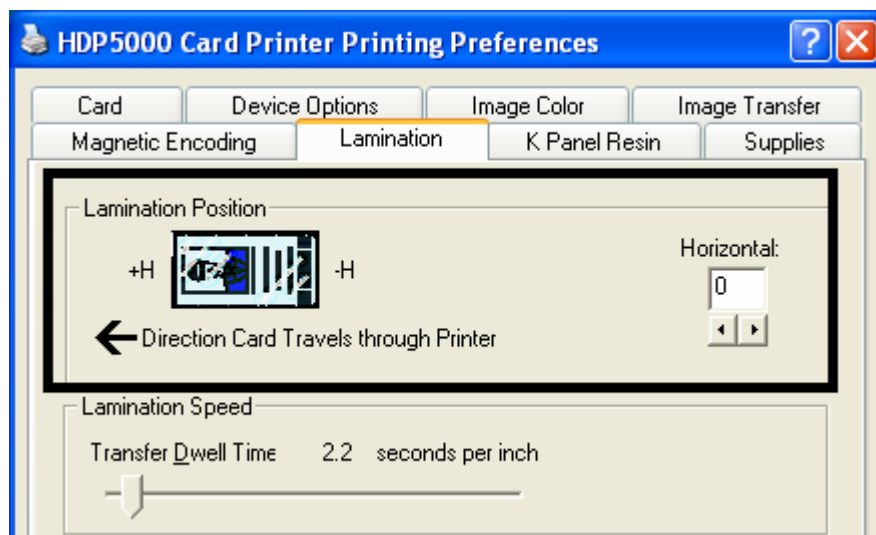 HDP5000 Card Printer Printing Preferences
Card Device Options Image Color Image Transfer
Magnetic Encoding Lamination K Panel Resin Supplies
Lamination Position
+H -H
Horizontal:
0
Direction Card Travels through Printer
Lamination Speed
Transfer Dwell Time 2.2 seconds per inch